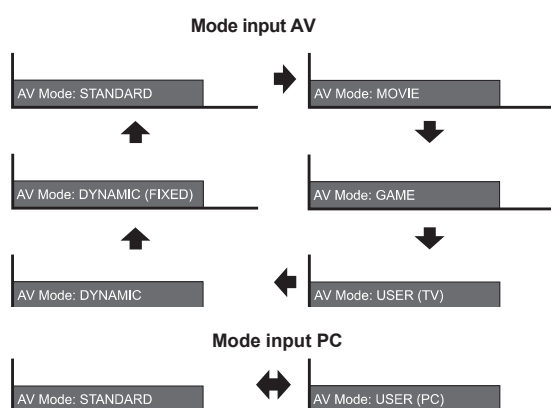 Mode input AV
AV Mode: STANDARD
AV Mode: MOVIE
AV Mode: DYNAMIC (FIXED)
AV Mode: GAME
AV Mode: DYNAMIC
AV Mode: USER (TV)
Mode input PC
AV Mode: STANDARD
AV Mode: USER (PC)